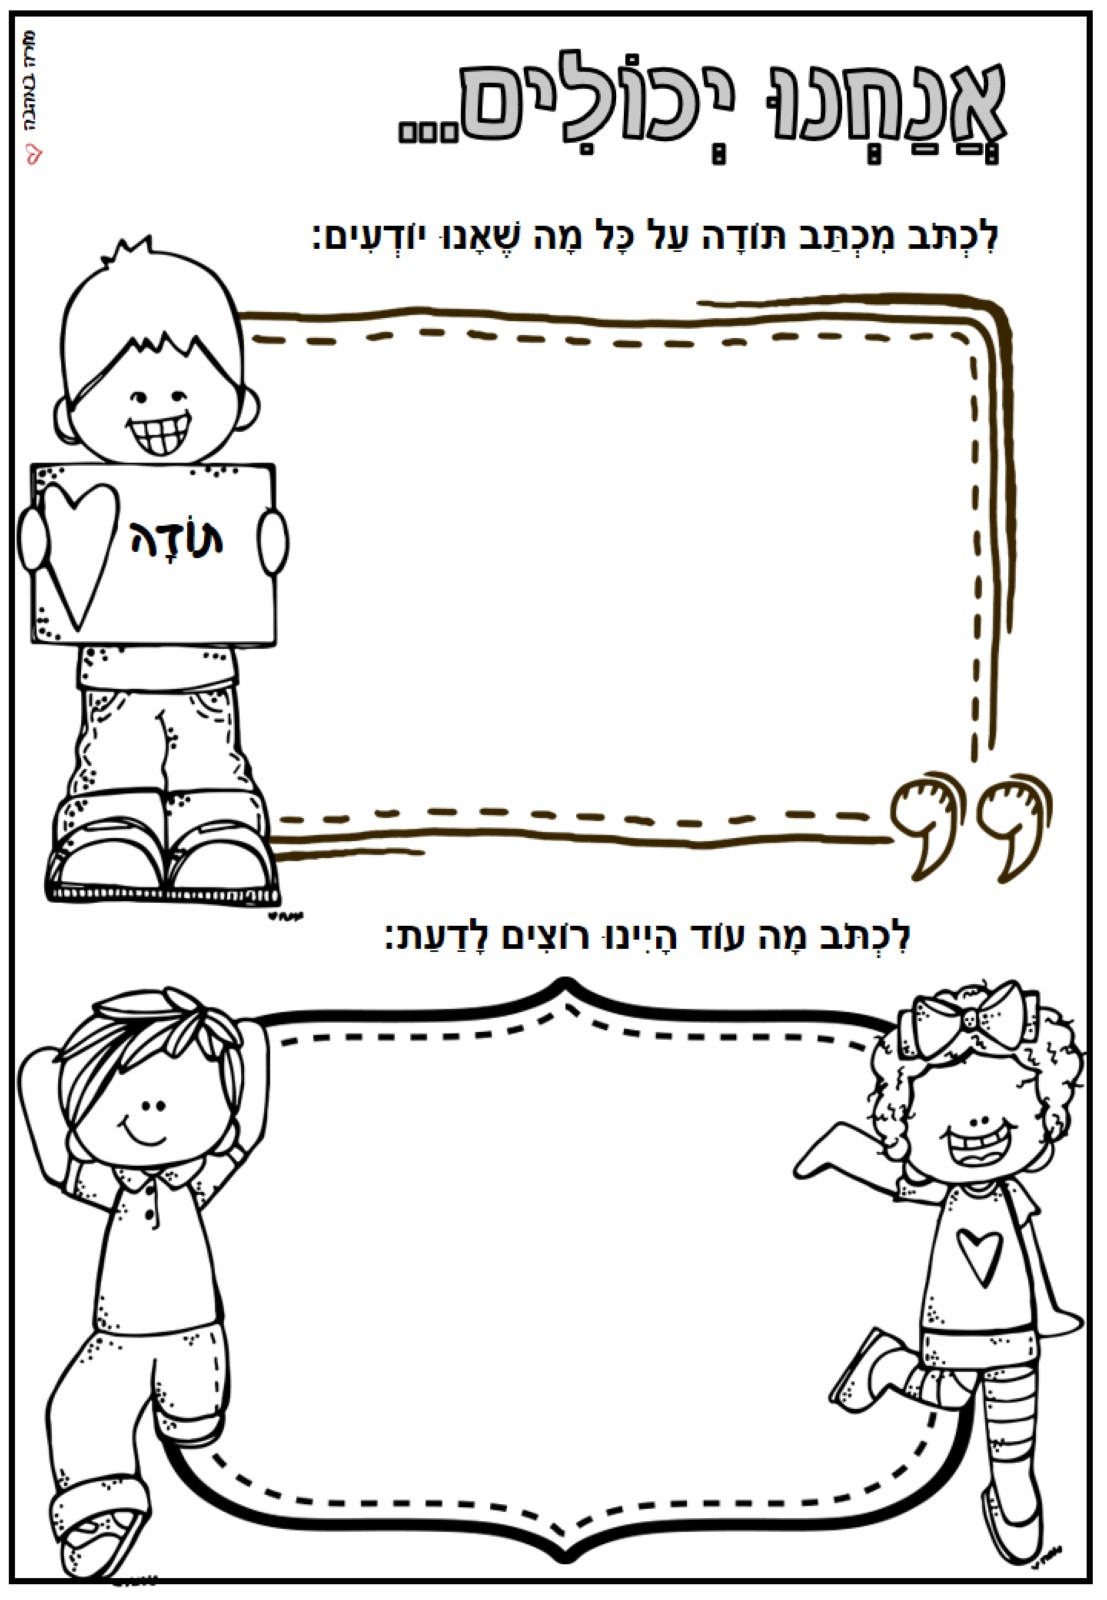 אֲנַחְנוּ יְכוֹלִים...
לִכְתֹּב מִכְתַּב תּוֹדָה עַל כָּל מָה שֶׁאָנוּ יוֹדְעִים:
תּוֹדָה
לִכְתֹּב מָה עוֹד הָיִינוּ רוֹצִים לָדַעַת: